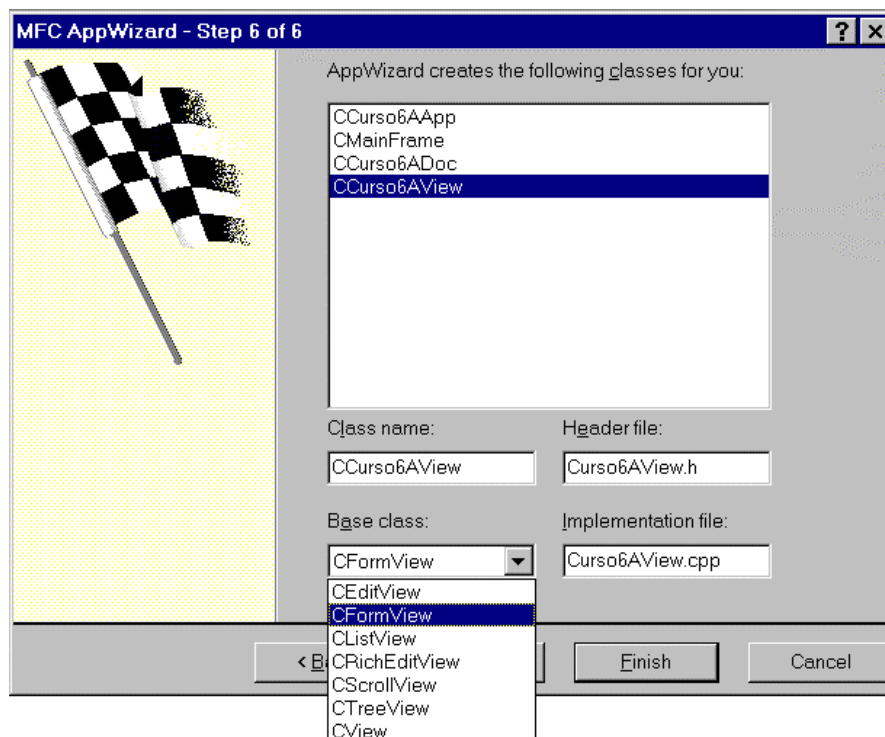 MFC AppWizard - Step 6 of 6
AppWizard creates the following classes for you:
CCurso6AApp
CMainFrame
CCurso6ADoc
CCurso6AView
Class name:
Header file:
CCurso6AView
Curso6AView.h
Base class:
Implementation file:
CFormView
Curso6AView.cpp
CEditView
CFormView
CListView
CRichEditView
CScrollView
CTreeView
CView
< B
Finish
Cancel